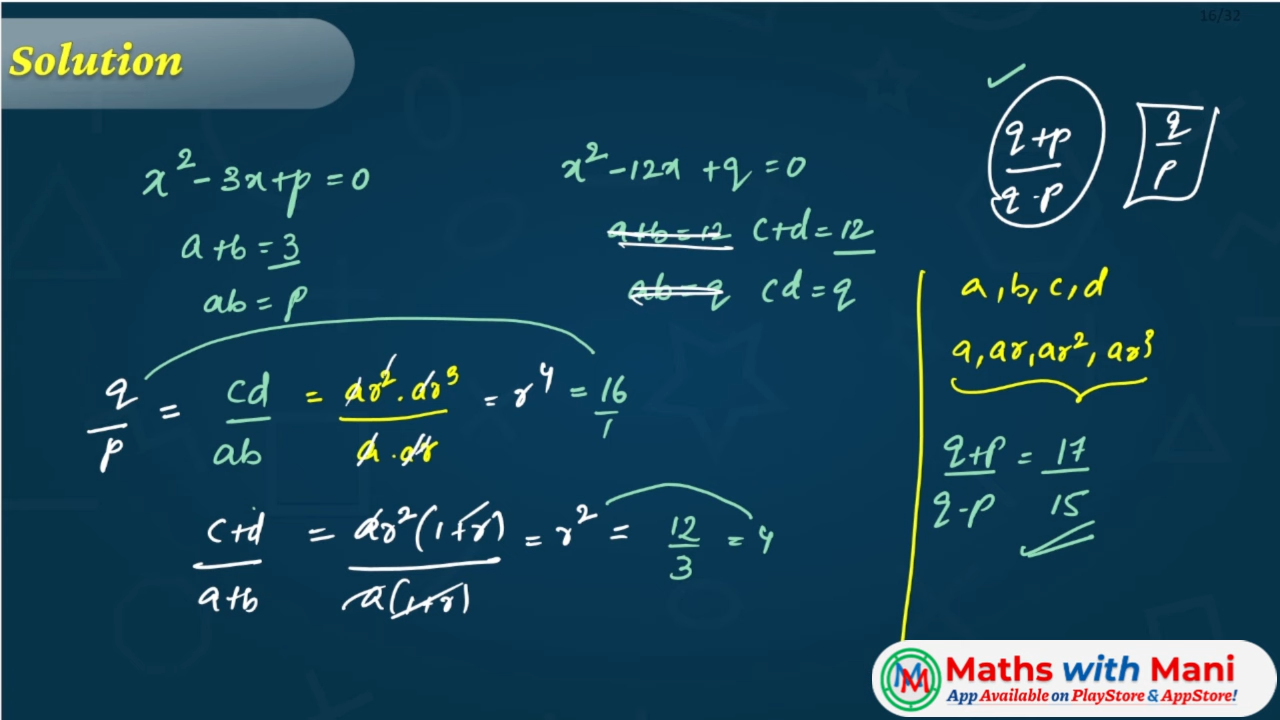 16/32
Solution
x² - 3x + p = 0
a + b = 3
ab = p
x² - 12x + q = 0
a + b = 12 c + d = 12
ab = q cd = q
q + p / q - p
q / p
a, b, c, d
a, ar, ar², ar³
q / p = cd / ab = ar² . ar³ / a . ar = r⁴ = 16 / 1
c + d / a + b = ar²(1 + r) / a(1 + r) = r² = 12 / 3 = 4
q + p / q - p = 17 / 15
Maths with Mani
App Available on PlayStore & AppStore!